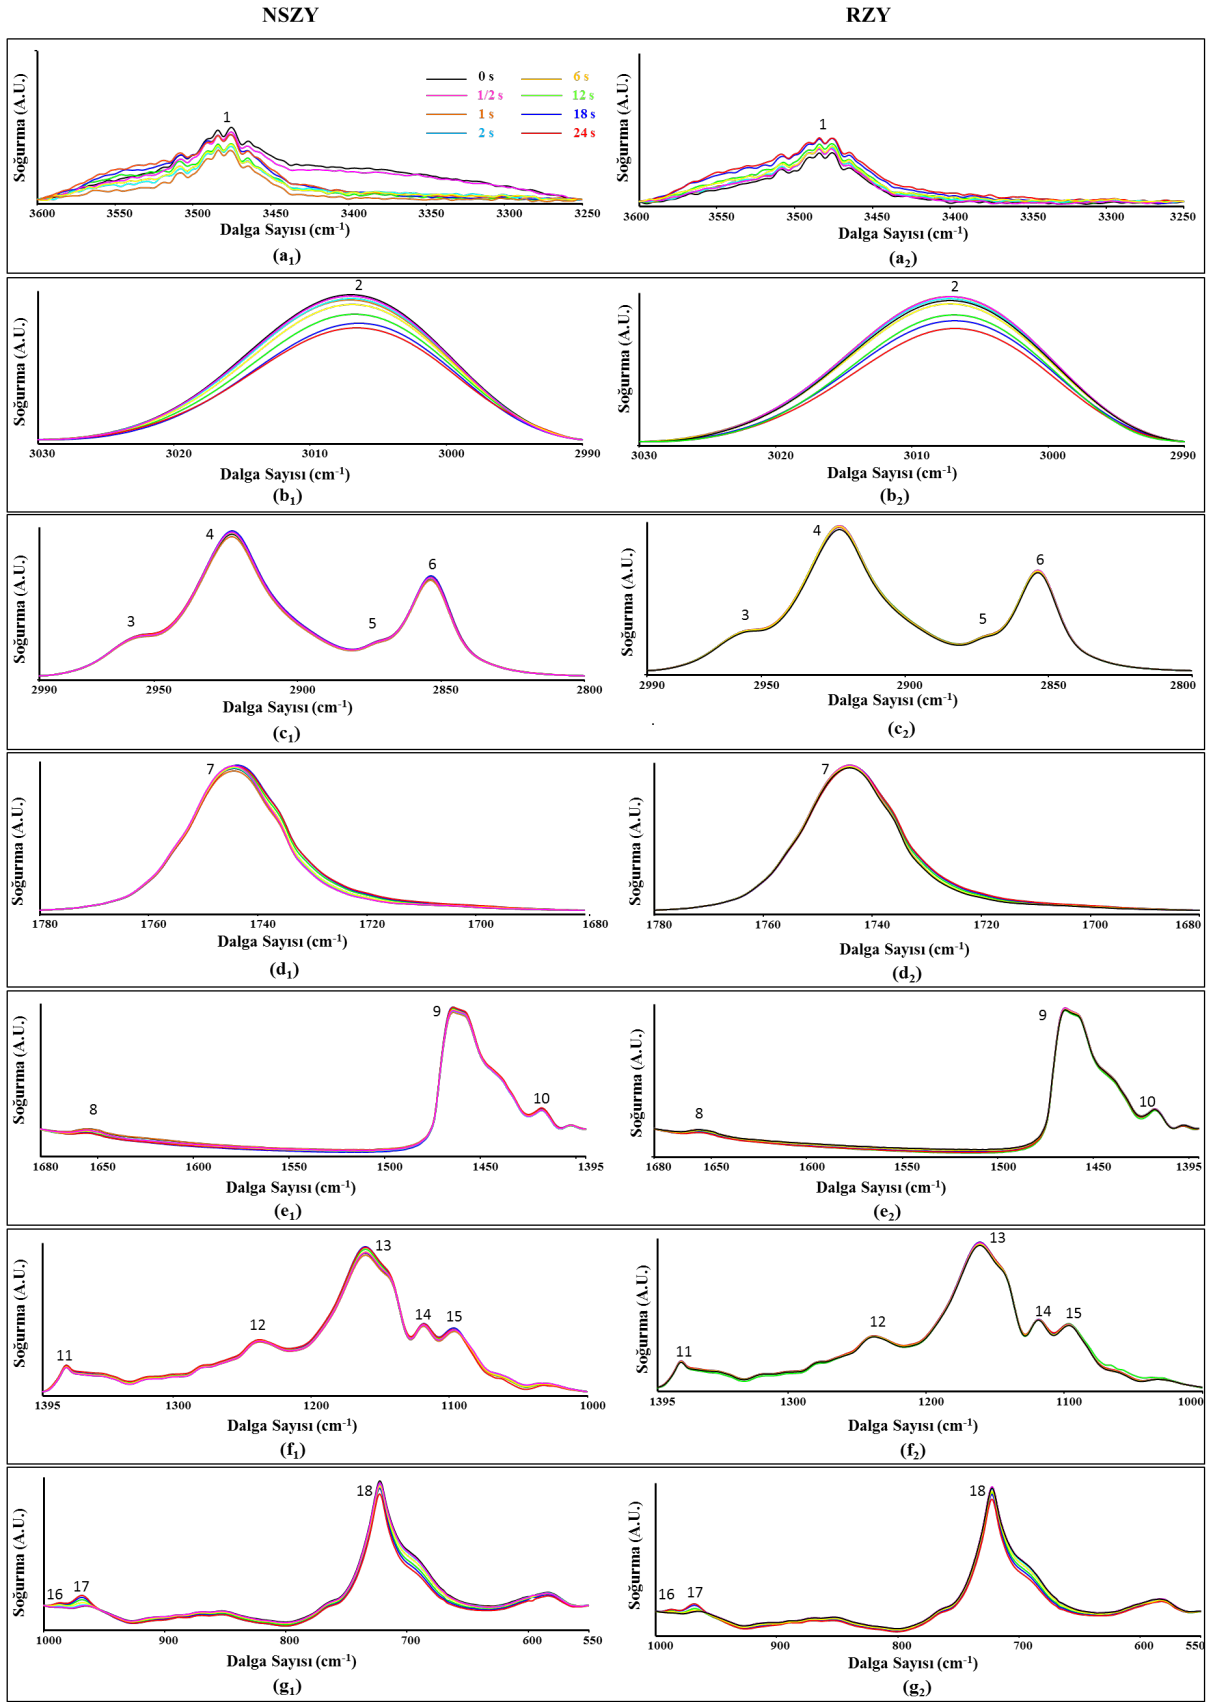 NSZY RZY
Soğurma (A.U.)
0 s 6 s
1/2 s 12 s
1 s 18 s
2 s 24 s
1
3600 3550 3500 3450 3400 3350 3300 3250
Dalga Sayısı (cm-1)
(a1)
Soğurma (A.U.)
1
3600 3550 3500 3450 3400 3350 3300 3250
Dalga Sayısı (cm-1)
(a2)
Soğurma (A.U.)
2
3030 3020 3010 3000 2990
Dalga Sayısı (cm-1)
(b1)
Soğurma (A.U.)
2
3030 3020 3010 3000 2990
Dalga Sayısı (cm-1)
(b2)
Soğurma (A.U.)
3 4 5 6
2990 2950 2900 2850 2800
Dalga Sayısı (cm-1)
(c1)
Soğurma (A.U.)
3 4 5 6
2990 2950 2900 2850 2800
Dalga Sayısı (cm-1)
(c2)
Soğurma (A.U.)
7
1780 1760 1740 1720 1700 1680
Dalga Sayısı (cm-1)
(d1)
Soğurma (A.U.)
7
1780 1760 1740 1720 1700 1680
Dalga Sayısı (cm-1)
(d2)
Soğurma (A.U.)
8 9 10
1680 1650 1600 1550 1500 1450 1395
Dalga Sayısı (cm-1)
(e1)
Soğurma (A.U.)
8 9 10
1680 1650 1600 1550 1500 1450 1395
Dalga Sayısı (cm-1)
(e2)
Soğurma (A.U.)
11 12 13 14 15
1395 1300 1200 1100 1000
Dalga Sayısı (cm-1)
(f1)
Soğurma (A.U.)
11 12 13 14 15
1395 1300 1200 1100 1000
Dalga Sayısı (cm-1)
(f2)
Soğurma (A.U.)
16 17 18
1000 900 800 700 600 550
Dalga Sayısı (cm-1)
(g1)
Soğurma (A.U.)
16 17 18
1000 900 800 700 600 550
Dalga Sayısı (cm-1)
(g2)